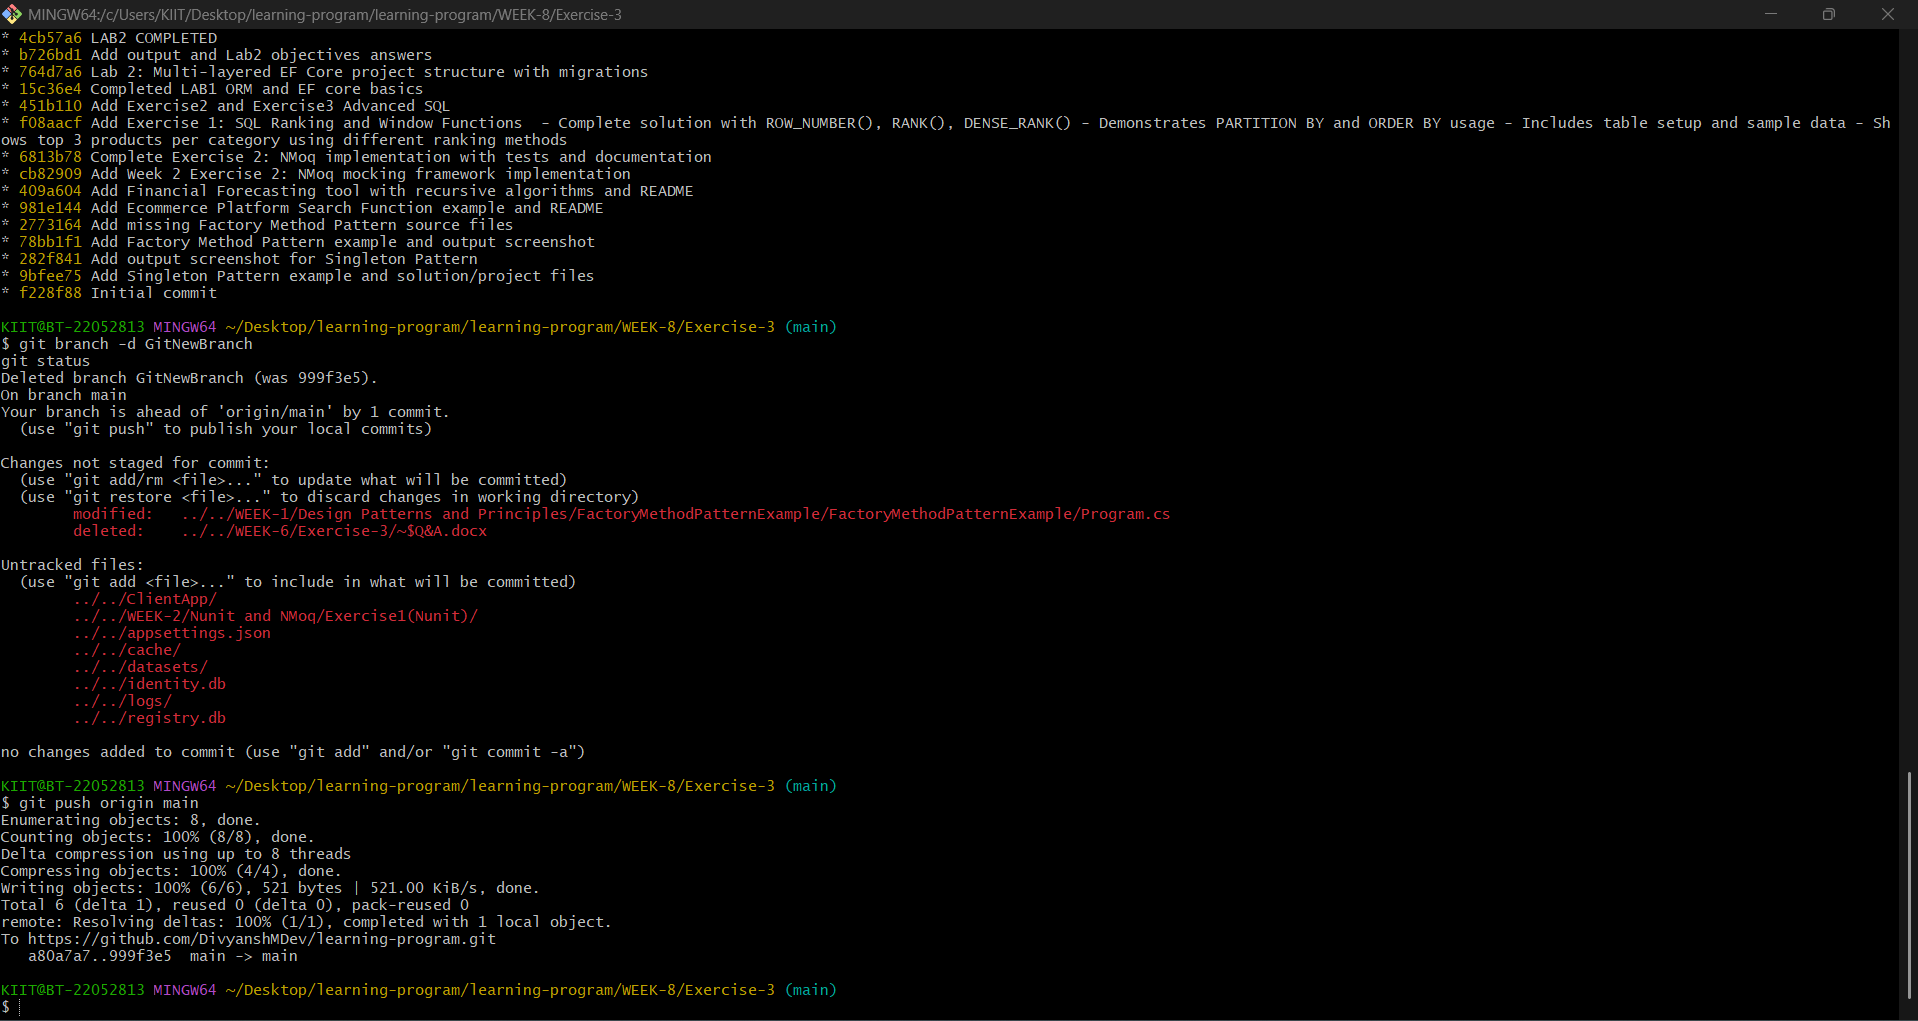 MINGW64:/c/Users/KIIT/Desktop/learning-program/learning-program/WEEK-8/Exercise-3
* 4cb57a6 LAB2 COMPLETED
* b726bd1 Add output and Lab2 objectives answers
* 764d7a6 Lab 2: Multi-layered EF Core project structure with migrations
* 15c36e4 Completed LAB1 ORM and EF core basics
* 451b110 Add Exercise2 and Exercise3 Advanced SQL
* f08aacf Add Exercise 1: SQL Ranking and Window Functions  - Complete solution with ROW_NUMBER(), RANK(), DENSE_RANK() - Demonstrates PARTITION BY and ORDER BY usage - Includes table setup and sample data - Sh
ows top 3 products per category using different ranking methods
* 6813b78 Complete Exercise 2: NMoq implementation with tests and documentation
* cb82909 Add Week 2 Exercise 2: NMoq mocking framework implementation
* 409a604 Add Financial Forecasting tool with recursive algorithms and README
* 981e144 Add Ecommerce Platform Search Function example and README
* 2773164 Add missing Factory Method Pattern source files
* 78bb1f1 Add Factory Method Pattern example and output screenshot
* 282f841 Add output screenshot for Singleton Pattern
* 9bfee75 Add Singleton Pattern example and solution/project files
* f228f88 Initial commit
KIIT@BT-22052813 MINGW64 ~/Desktop/learning-program/learning-program/WEEK-8/Exercise-3 (main)
$ git branch -d GitNewBranch
git status
Deleted branch GitNewBranch (was 999f3e5).
On branch main
Your branch is ahead of 'origin/main' by 1 commit.
  (use "git push" to publish your local commits)
Changes not staged for commit:
  (use "git add/rm <file>..." to update what will be committed)
  (use "git restore <file>..." to discard changes in working directory)
        modified:   ../../WEEK-1/Design Patterns and Principles/FactoryMethodPatternExample/FactoryMethodPatternExample/Program.cs
        deleted:    ../../WEEK-6/Exercise-3/~$Q&A.docx
Untracked files:
  (use "git add <file>..." to include in what will be committed)
        ../../ClientApp/
        ../../WEEK-2/Nunit and NMoq/Exercise1(Nunit)/
        ../../appsettings.json
        ../../cache/
        ../../datasets/
        ../../identity.db
        ../../logs/
        ../../registry.db
no changes added to commit (use "git add" and/or "git commit -a")
KIIT@BT-22052813 MINGW64 ~/Desktop/learning-program/learning-program/WEEK-8/Exercise-3 (main)
$ git push origin main
Enumerating objects: 8, done.
Counting objects: 100% (8/8), done.
Delta compression using up to 8 threads
Compressing objects: 100% (4/4), done.
Writing objects: 100% (6/6), 521 bytes | 521.00 KiB/s, done.
Total 6 (delta 1), reused 0 (delta 0), pack-reused 0
remote: Resolving deltas: 100% (1/1), completed with 1 local object.
To https://github.com/DivyanshMDev/learning-program.git
   a80a7a7..999f3e5  main -> main
KIIT@BT-22052813 MINGW64 ~/Desktop/learning-program/learning-program/WEEK-8/Exercise-3 (main)
$